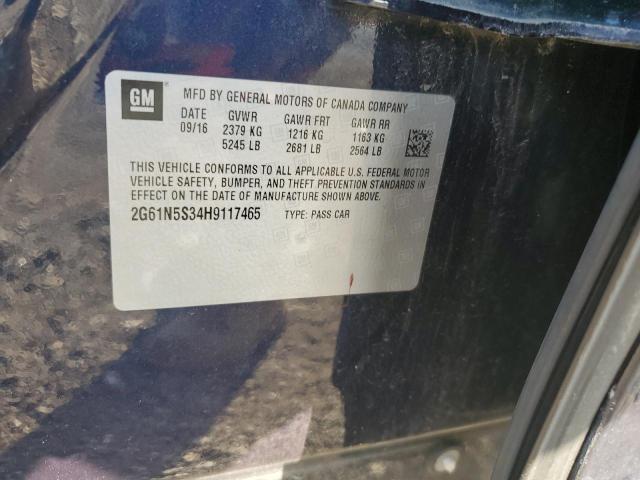 GM
MFD BY GENERAL MOTORS OF CANADA COMPANY
DATE GVWR GAWR FRT GAWR RR
09/16 2379 KG 1216 KG 1163 KG
5245 LB 2681 LB 2564 LB
THIS VEHICLE CONFORMS TO ALL APPLICABLE U.S. FEDERAL MOTOR
VEHICLE SAFETY, BUMPER, AND THEFT PREVENTION STANDARDS IN
EFFECT ON THE DATE OF MANUFACTURE SHOWN ABOVE.
2G61N5S34H9117465 TYPE: PASS CAR